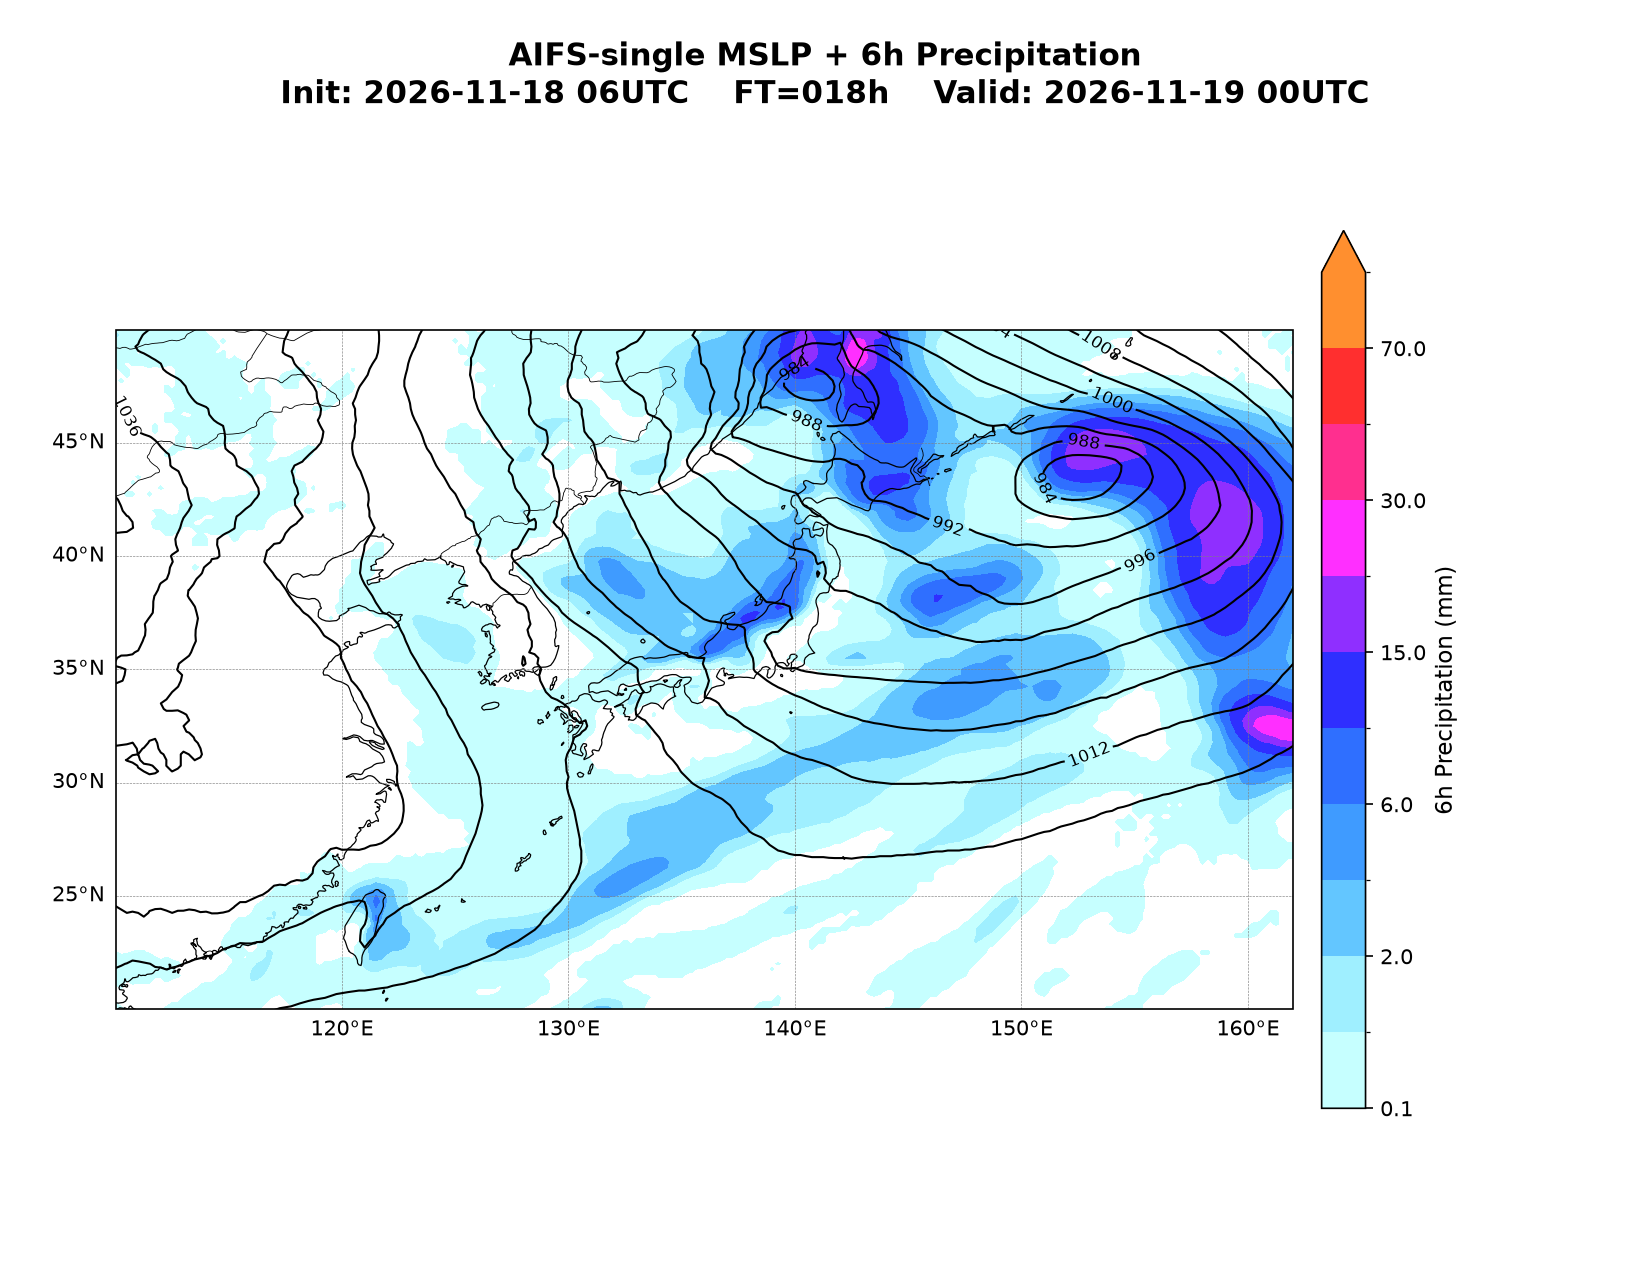 AIFS-single MSLP + 6h Precipitation
Init: 2026-11-18 06UTC    FT=018h    Valid: 2026-11-19 00UTC
1036
984
988
1008
1000
988
984
992
996
1012
45°N
40°N
35°N
30°N
25°N
120°E
130°E
140°E
150°E
160°E
70.0
30.0
15.0
6.0
2.0
0.1
6h Precipitation (mm)